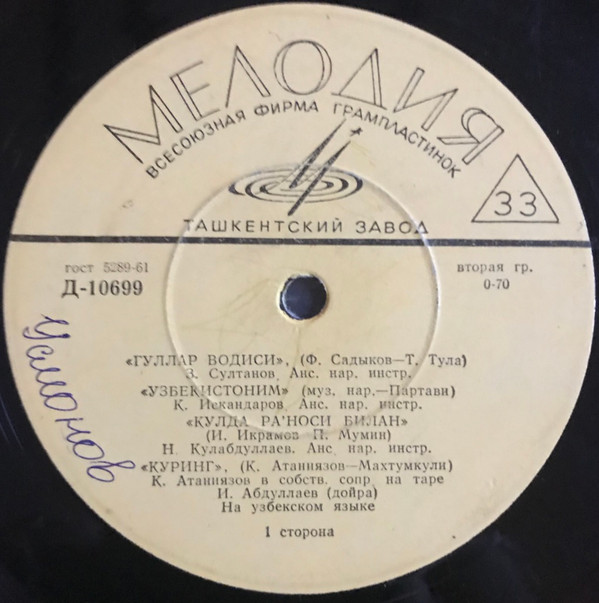 МЕЛОДИЯ
ВСЕСОЮЗНАЯ ФИРМА ГРАМПЛАСТИНОК
33
ТАШКЕНТСКИЙ ЗАВОД
гост 5289-61
Д-10699
вторая гр.
0-70
Усманов
«ГУЛЛАР ВОДИСИ», (Ф. Садыков—Т. Тула)
З. Султанов, Анс. нар. инстр.
«УЗБЕКИСТОНИМ» (муз. нар.—Партави)
К. Искандаров. Анс. нар. инстр.
«КУЛДА РА'НОСИ БИЛАН»
(И. Икрамов П. Мумин)
Н. Кулабдуллаев. Анс нар. инстр.
«КУРИНГ», (К. Атаниязов—Махтумкули)
К. Атаниязов в собств. сопр. на таре
И. Абдуллаев (дойра)
На узбекском языке
1 сторона